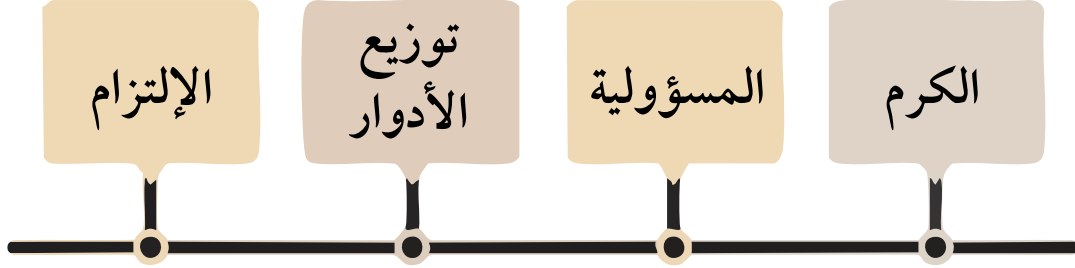 الكرم
المسؤولية
توزيع
الأدوار
الإلتزام